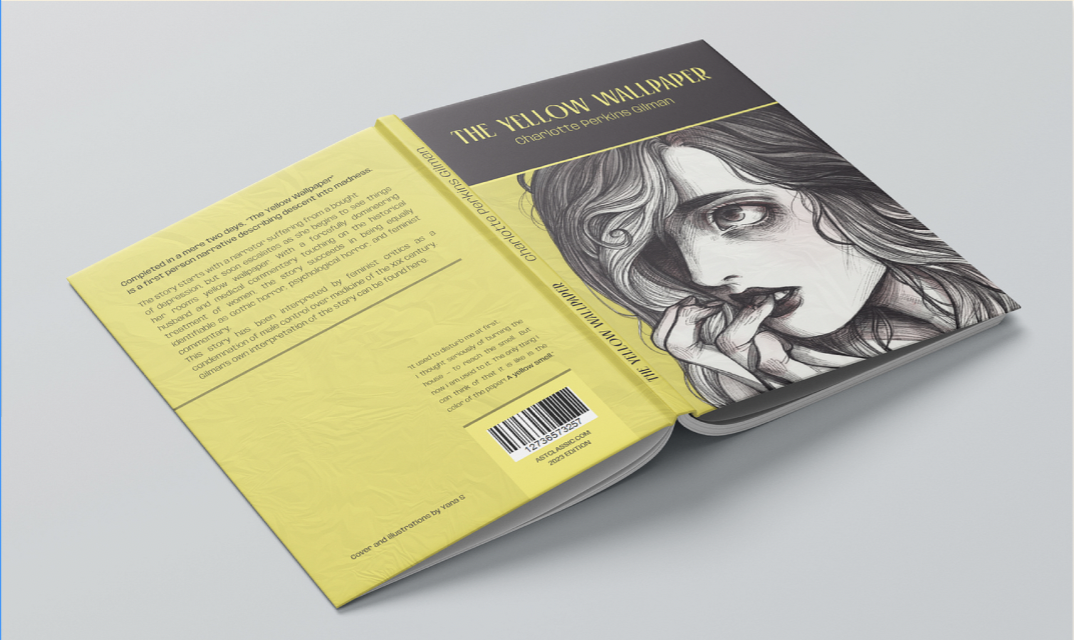 THE YELLOW WALLPAPER
Charlotte Perkins Gilman
Charlotte Perkins Gilman
THE YELLOW WALLPAPER
Completed in a mere two days, "The Yellow Wallpaper"
is a first person narrative describing descent into madness.
The story starts with a narrator suffering from a bought
of depression, but soon escalates as she begins to see things
her rooms yellow wallpaper. With a forcefully domineering
husband and medical commentary touching on the historical
treatment of women, the story succeeds in being equally
identifiable as gothic horror, psychological horror and feminist
commentary.
This story has been interpreted by feminist critics as a
condemnation of male control over medicine of the XIX century.
Gilman's own interpretation of the story can be found here.
"It used to disturb me at first.
I thought seriously of burning the
house - to reach the smell. But
now I am used to it. The only thing I
can think of that it is like is the
color of the paper! A yellow smell"
12736573257
ASTCLASSIC.COM
2023 EDITION
Cover and illustrations by Yana S